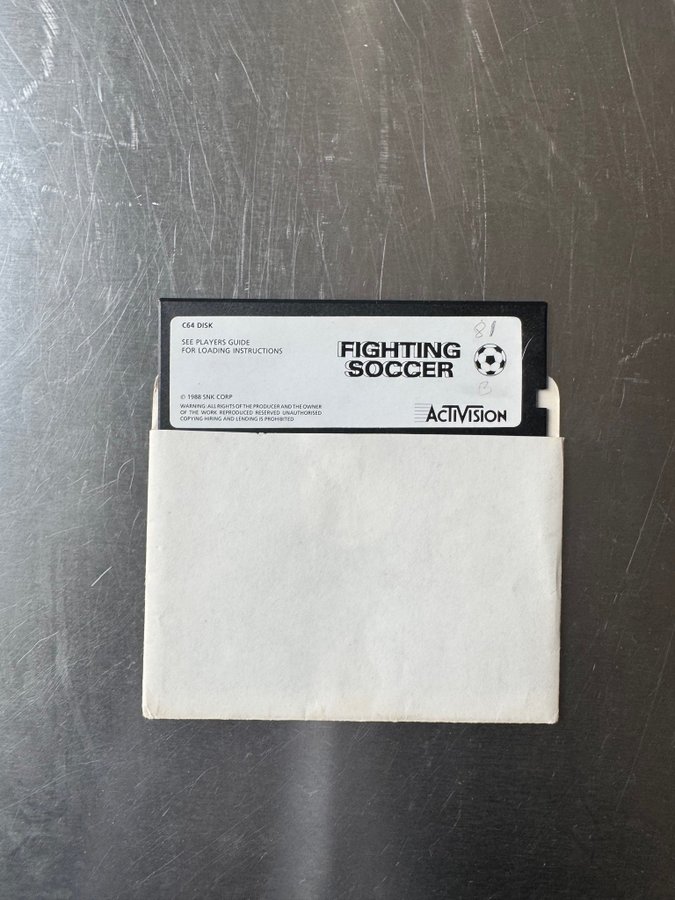 C64 DISK
81
SEE PLAYERS GUIDE
FOR LOADING INSTRUCTIONS
FIGHTING
SOCCER
© 1988 SNK CORP
WARNING: ALL RIGHTS OF THE PRODUCER AND THE OWNER
OF THE WORK REPRODUCED RESERVED UNAUTHORISED
COPYING HIRING AND LENDING IS PROHIBITED
ACTIVISION